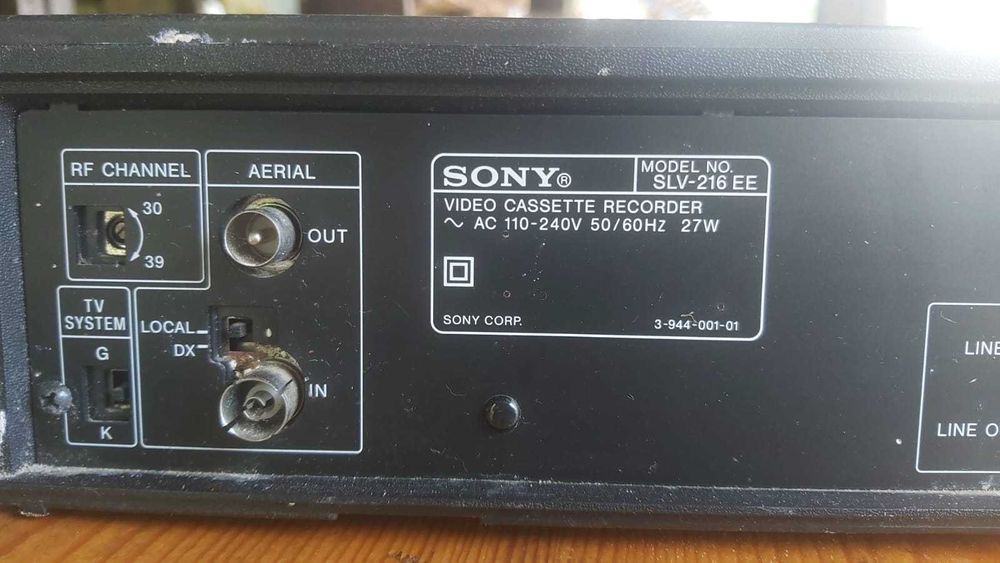 RF CHANNEL
30
39
AERIAL
OUT
TV
SYSTEM
G
K
LOCAL
DX
IN
SONY®
MODEL NO.
SLV-216 EE
VIDEO CASSETTE RECORDER
~ AC 110-240V 50/60HZ 27W
SONY CORP.
3-944-001-01
LINE
LINE O